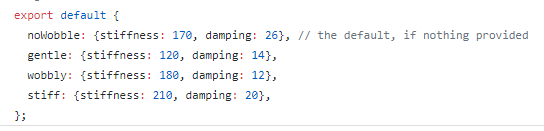 export default {
  noWobble: {stiffness: 170, damping: 26}, // the default, if nothing provided
  gentle: {stiffness: 120, damping: 14},
  wobbly: {stiffness: 180, damping: 12},
  stiff: {stiffness: 210, damping: 20},
};